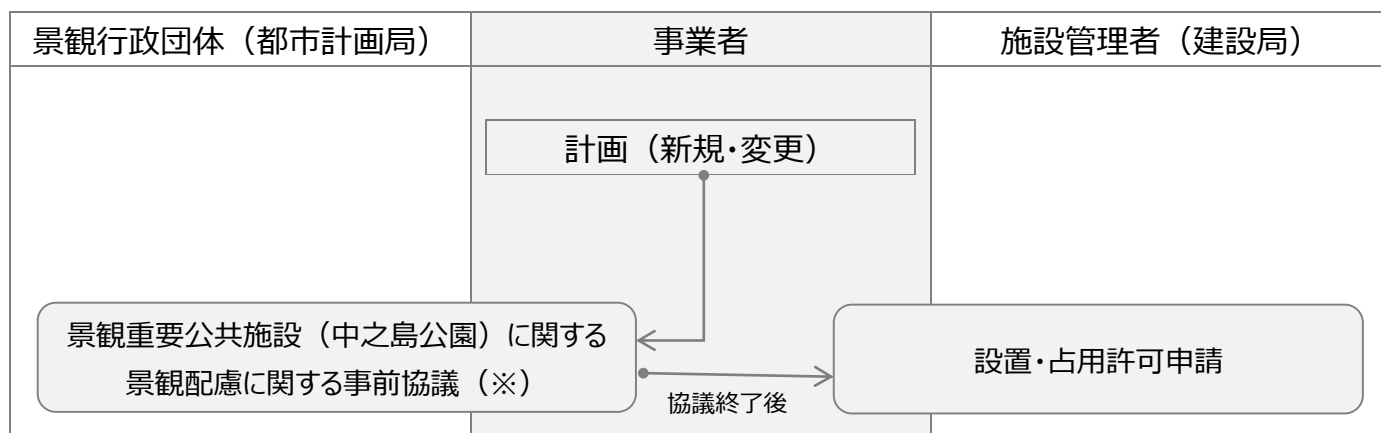 景観行政団体（都市計画局）
事業者
施設管理者（建設局）
計画（新規・変更）
景観重要公共施設（中之島公園）に関する
景観配慮に関する事前協議（※）
設置・占用許可申請
協議終了後